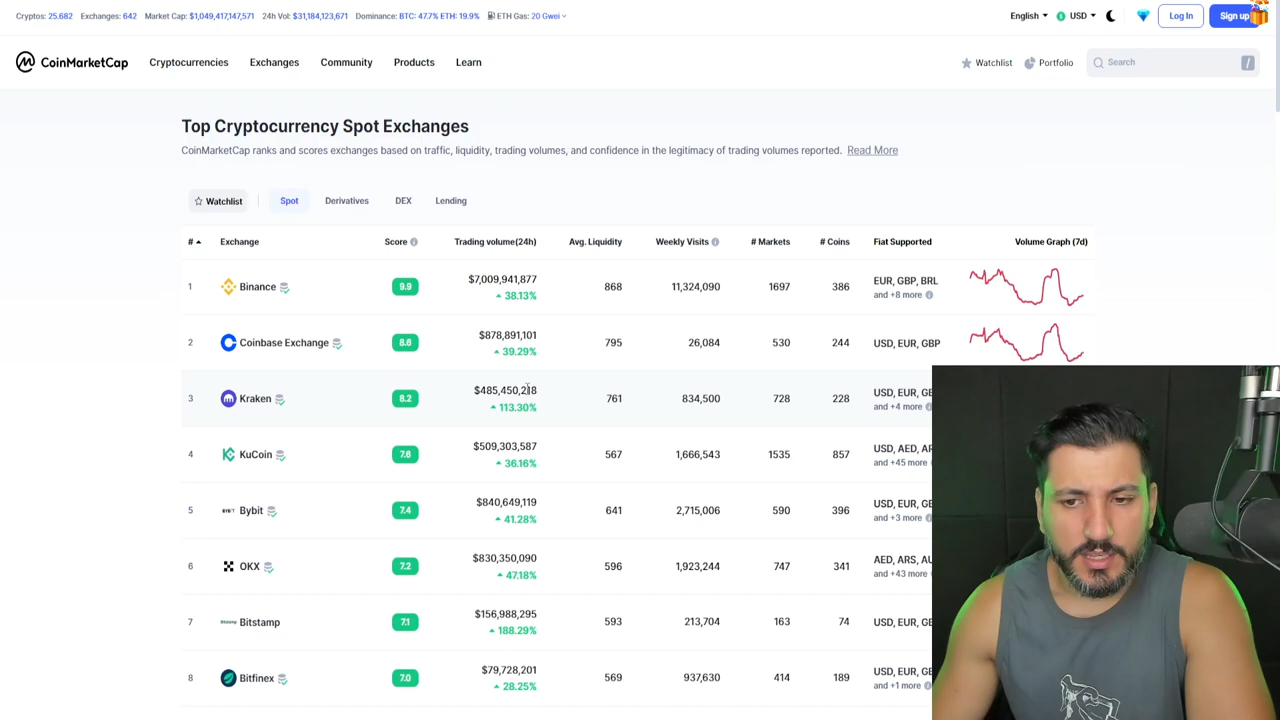 Cryptos: 25.682 Exchanges: 642 Market Cap: $1,049,417,147,571 24h Vol: $31,184,123,671 Dominance: BTC: 47.7% ETH: 19.9% ETH Gas: 20 Gwei English USD Log In Sign up
CoinMarketCap Cryptocurrencies Exchanges Community Products Learn Watchlist Portfolio Search /
Top Cryptocurrency Spot Exchanges
CoinMarketCap ranks and scores exchanges based on traffic, liquidity, trading volumes, and confidence in the legitimacy of trading volumes reported. Read More
Watchlist Spot Derivatives DEX Lending
# Exchange Score Trading volume(24h) Avg. Liquidity Weekly Visits # Markets # Coins Fiat Supported Volume Graph (7d)
1 Binance 9.9 $7,009,941,877 868 11,324,090 1697 386 EUR, GBP, BRL
38.13% and +8 more
2 Coinbase Exchange 8.6 $878,891,101 795 26,084 530 244 USD, EUR, GBP
39.29%
3 Kraken 8.2 $485,450,218 761 834,500 728 228 USD, EUR, GB
113.30% and +4 more
4 KuCoin 7.6 $509,303,587 567 1,666,543 1535 857 USD, AED, AR
36.16% and +45 more
5 Bybit 7.4 $840,649,119 641 2,715,006 590 396 USD, EUR, GB
41.28% and +3 more
6 OKX 7.2 $830,350,090 596 1,923,244 747 341 AED, ARS, AU
47.18% and +43 more
7 Bitstamp 7.1 $156,988,295 593 213,704 163 74 USD, EUR, GB
188.29%
8 Bitfinex 7.0 $79,728,201 569 937,630 414 189 USD, EUR, GB
28.25% and +1 more